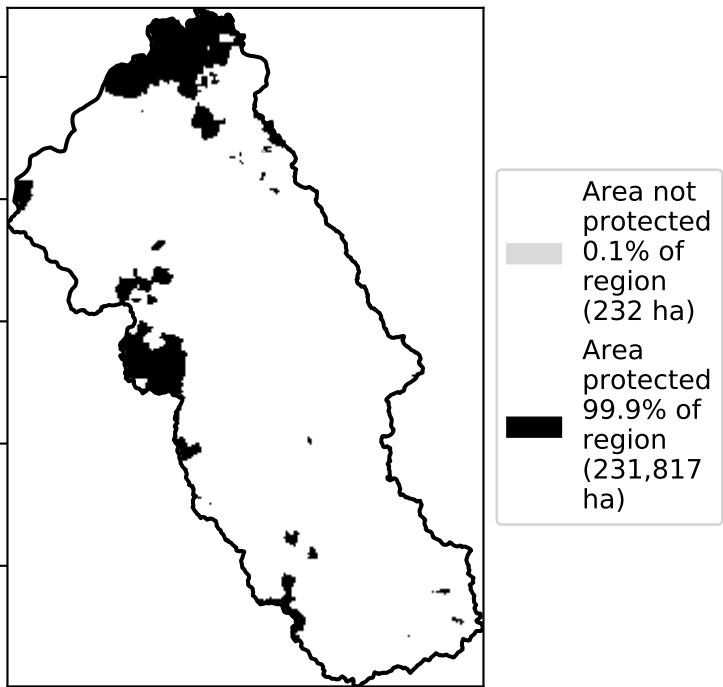 Area not
protected
0.1% of
region
(232 ha)
Area
protected
99.9% of
region
(231,817
ha)